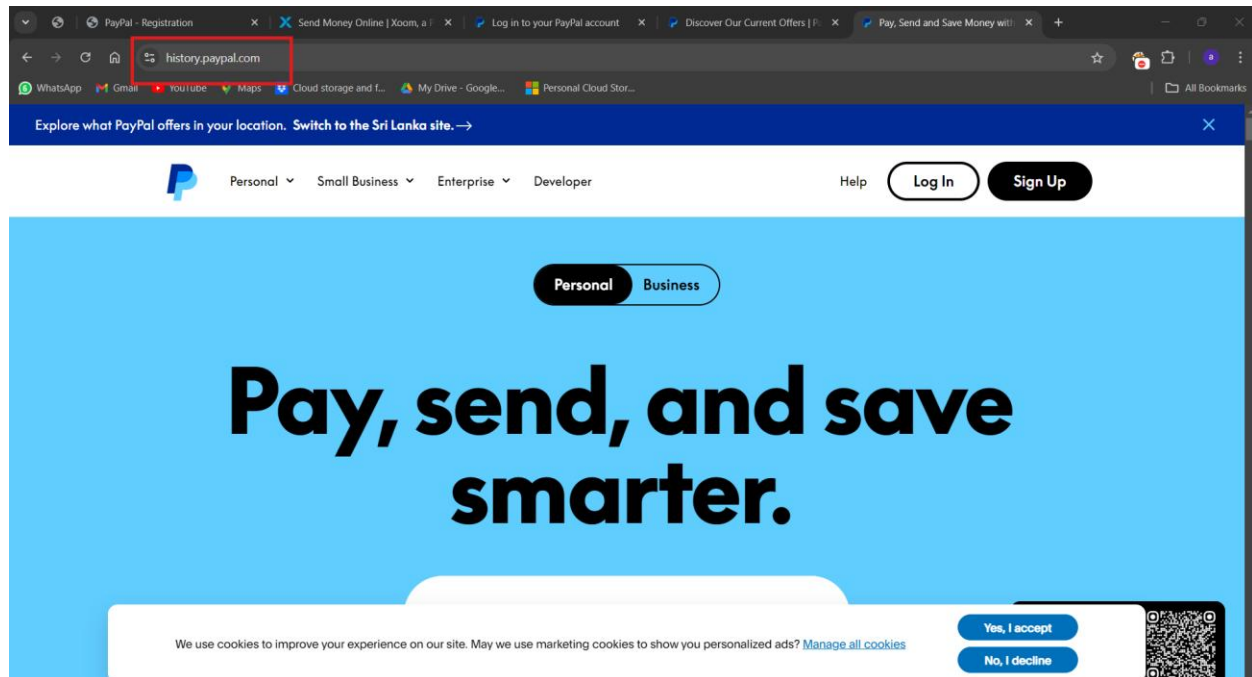 PayPal - Registration
Send Money Online | Xoom, a
Log in to your PayPal account
Discover Our Current Offers |
Pay, Send and Save Money with
history.paypal.com
a
WhatsApp
Gmail
YouTube
Maps
Cloud storage and f...
My Drive - Google...
Personal Cloud Stor...
All Bookmarks
Explore what PayPal offers in your location. Switch to the Sri Lanka site. →
Personal
Small Business
Enterprise
Developer
Help
Log In
Sign Up
Personal
Business
Pay, send, and save
smarter.
We use cookies to improve your experience on our site. May we use marketing cookies to show you personalized ads? Manage all cookies
Yes, I accept
No, I decline